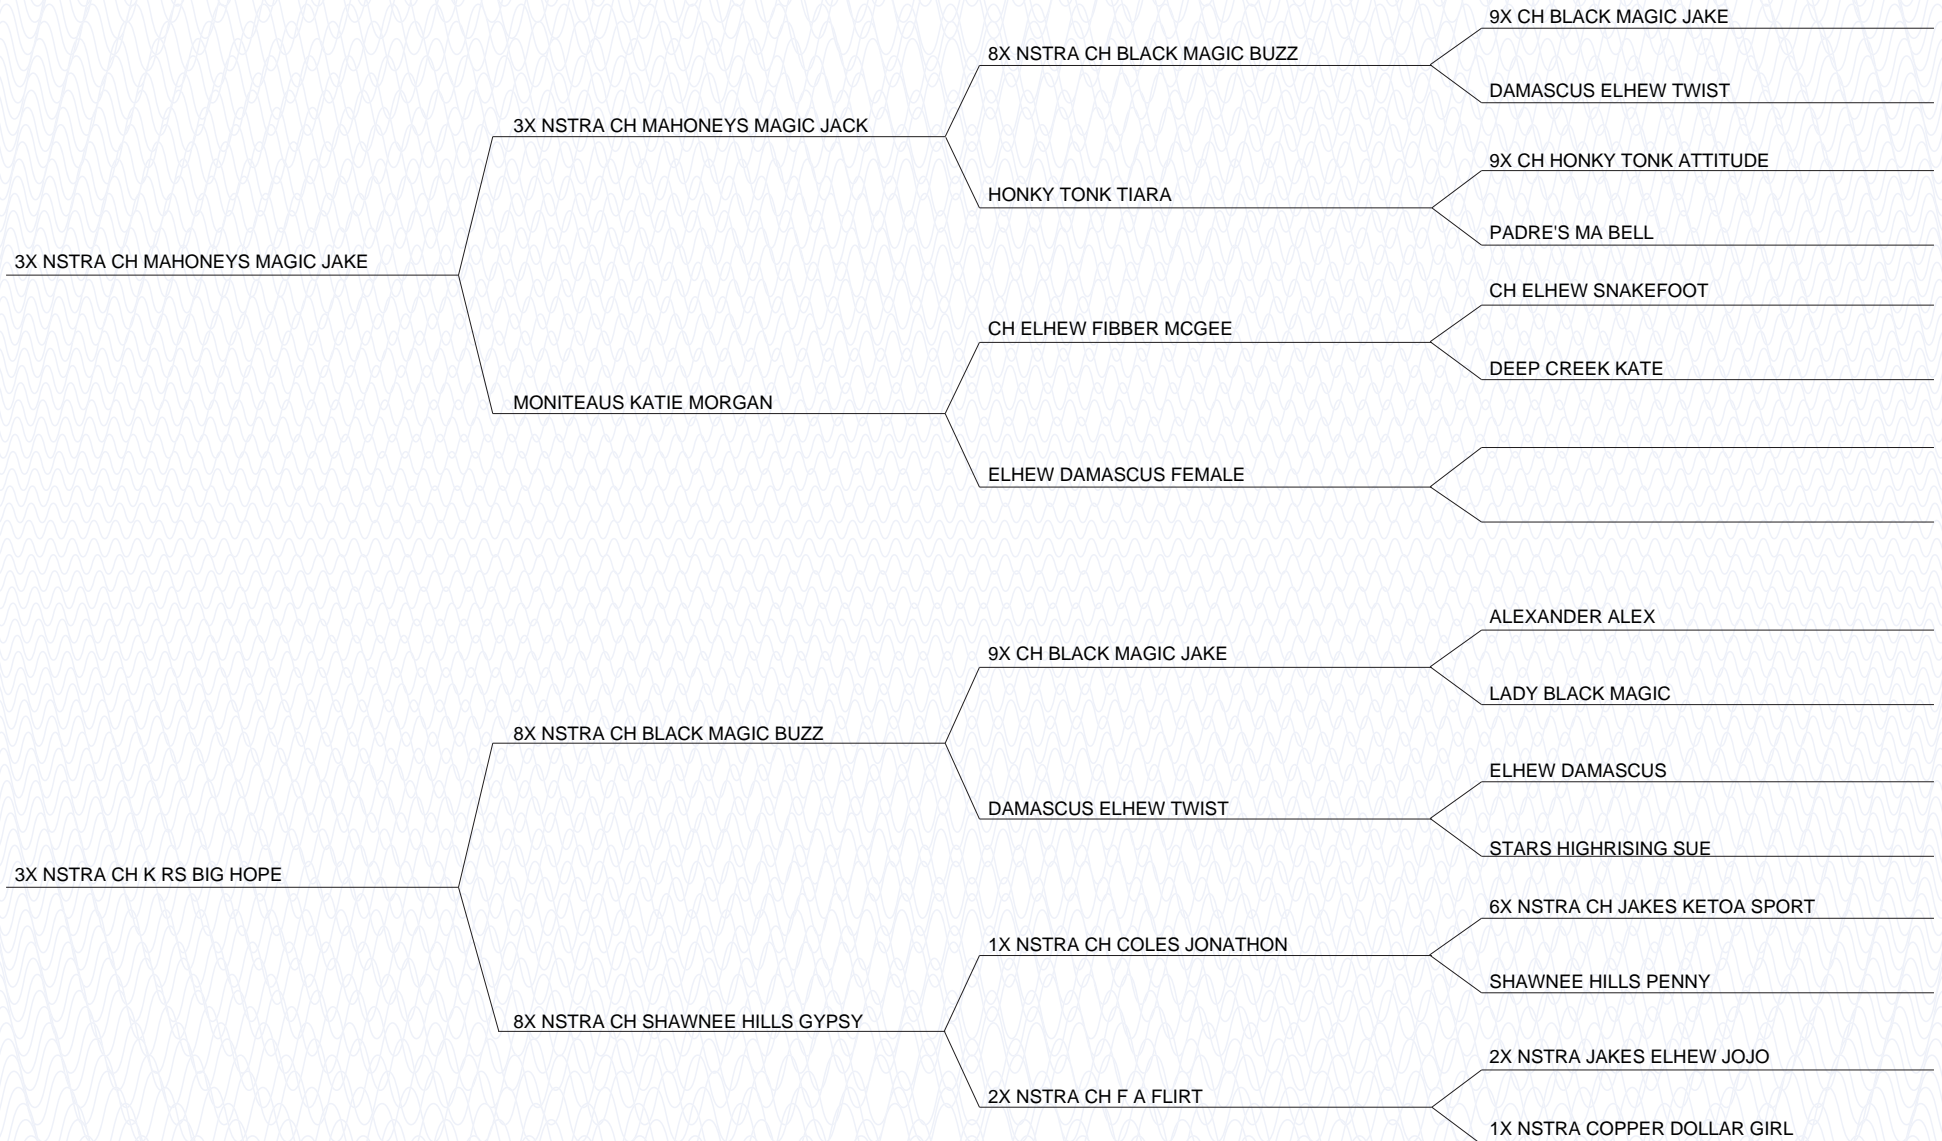 9X CH BLACK MAGIC JAKE
8X NSTRA CH BLACK MAGIC BUZZ
DAMASCUS ELHEW TWIST
3X NSTRA CH MAHONEYS MAGIC JACK
9X CH HONKY TONK ATTITUDE
HONKY TONK TIARA
PADRE'S MA BELL
3X NSTRA CH MAHONEYS MAGIC JAKE
CH ELHEW SNAKEFOOT
CH ELHEW FIBBER MCGEE
DEEP CREEK KATE
MONITEAUS KATIE MORGAN
ELHEW DAMASCUS FEMALE
ALEXANDER ALEX
9X CH BLACK MAGIC JAKE
LADY BLACK MAGIC
8X NSTRA CH BLACK MAGIC BUZZ
ELHEW DAMASCUS
DAMASCUS ELHEW TWIST
STARS HIGHRISING SUE
3X NSTRA CH K RS BIG HOPE
6X NSTRA CH JAKES KETOA SPORT
1X NSTRA CH COLES JONATHON
SHAWNEE HILLS PENNY
8X NSTRA CH SHAWNEE HILLS GYPSY
2X NSTRA JAKES ELHEW JOJO
2X NSTRA CH F A FLIRT
1X NSTRA COPPER DOLLAR GIRL